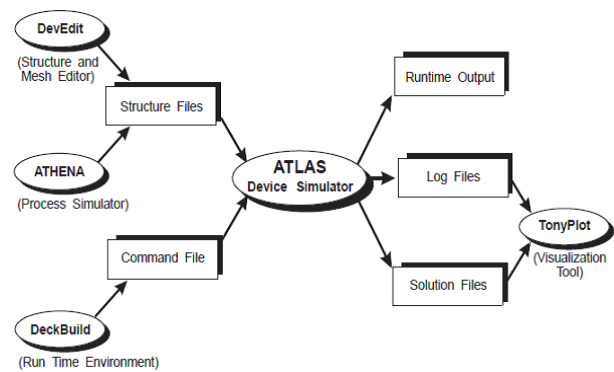 DevEdit
(Structure and
Mesh Editor)
Structure Files
ATHENA
(Process Simulator)
Command File
DeckBuild
(Run Time Environment)
ATLAS
Device Simulator
Runtime Output
Log Files
Solution Files
TonyPlot
(Visualization
Tool)